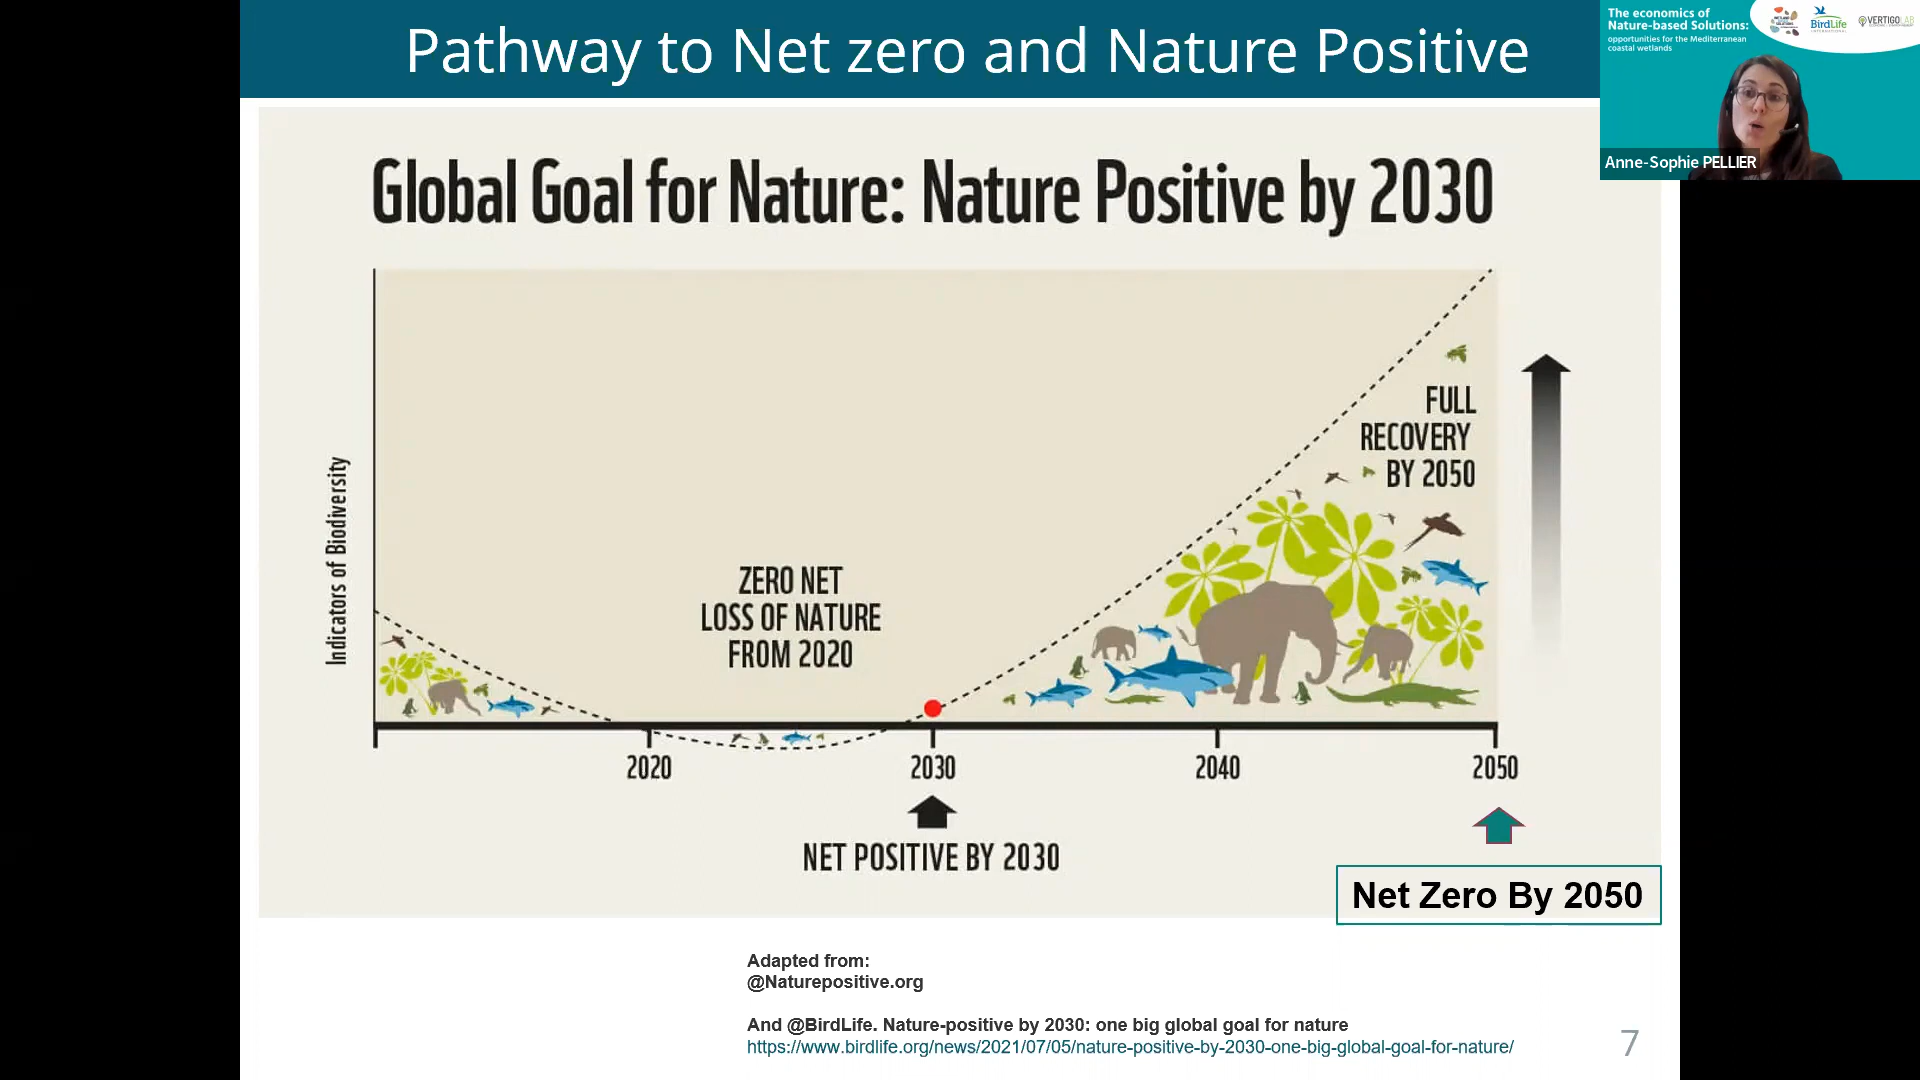 Pathway to Net zero and Nature Positive
The economics of
Nature-based Solutions:
opportunities for the Mediterranean
coastal wetlands
BirdLife
INTERNATIONAL
VERTIGOLAB
Anne-Sophie PELLIER
Global Goal for Nature: Nature Positive by 2030
Indicators of Biodiversity
ZERO NET
LOSS OF NATURE
FROM 2020
FULL
RECOVERY
BY 2050
2020
2030
2040
2050
NET POSITIVE BY 2030
Net Zero By 2050
Adapted from:
@Naturepositive.org
And @BirdLife. Nature-positive by 2030: one big global goal for nature
https://www.birdlife.org/news/2021/07/05/nature-positive-by-2030-one-big-global-goal-for-nature/
7